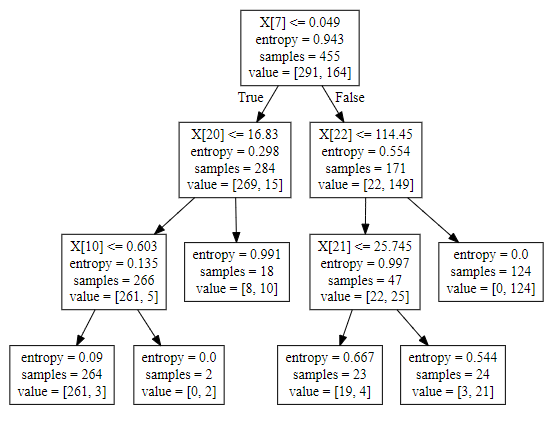 X[7] <= 0.049
entropy = 0.943
samples = 455
value = [291, 164]
True
False
X[20] <= 16.83
entropy = 0.298
samples = 284
value = [269, 15]
X[22] <= 114.45
entropy = 0.554
samples = 171
value = [22, 149]
X[10] <= 0.603
entropy = 0.135
samples = 266
value = [261, 5]
entropy = 0.991
samples = 18
value = [8, 10]
X[21] <= 25.745
entropy = 0.997
samples = 47
value = [22, 25]
entropy = 0.0
samples = 124
value = [0, 124]
entropy = 0.09
samples = 264
value = [261, 3]
entropy = 0.0
samples = 2
value = [0, 2]
entropy = 0.667
samples = 23
value = [19, 4]
entropy = 0.544
samples = 24
value = [3, 21]